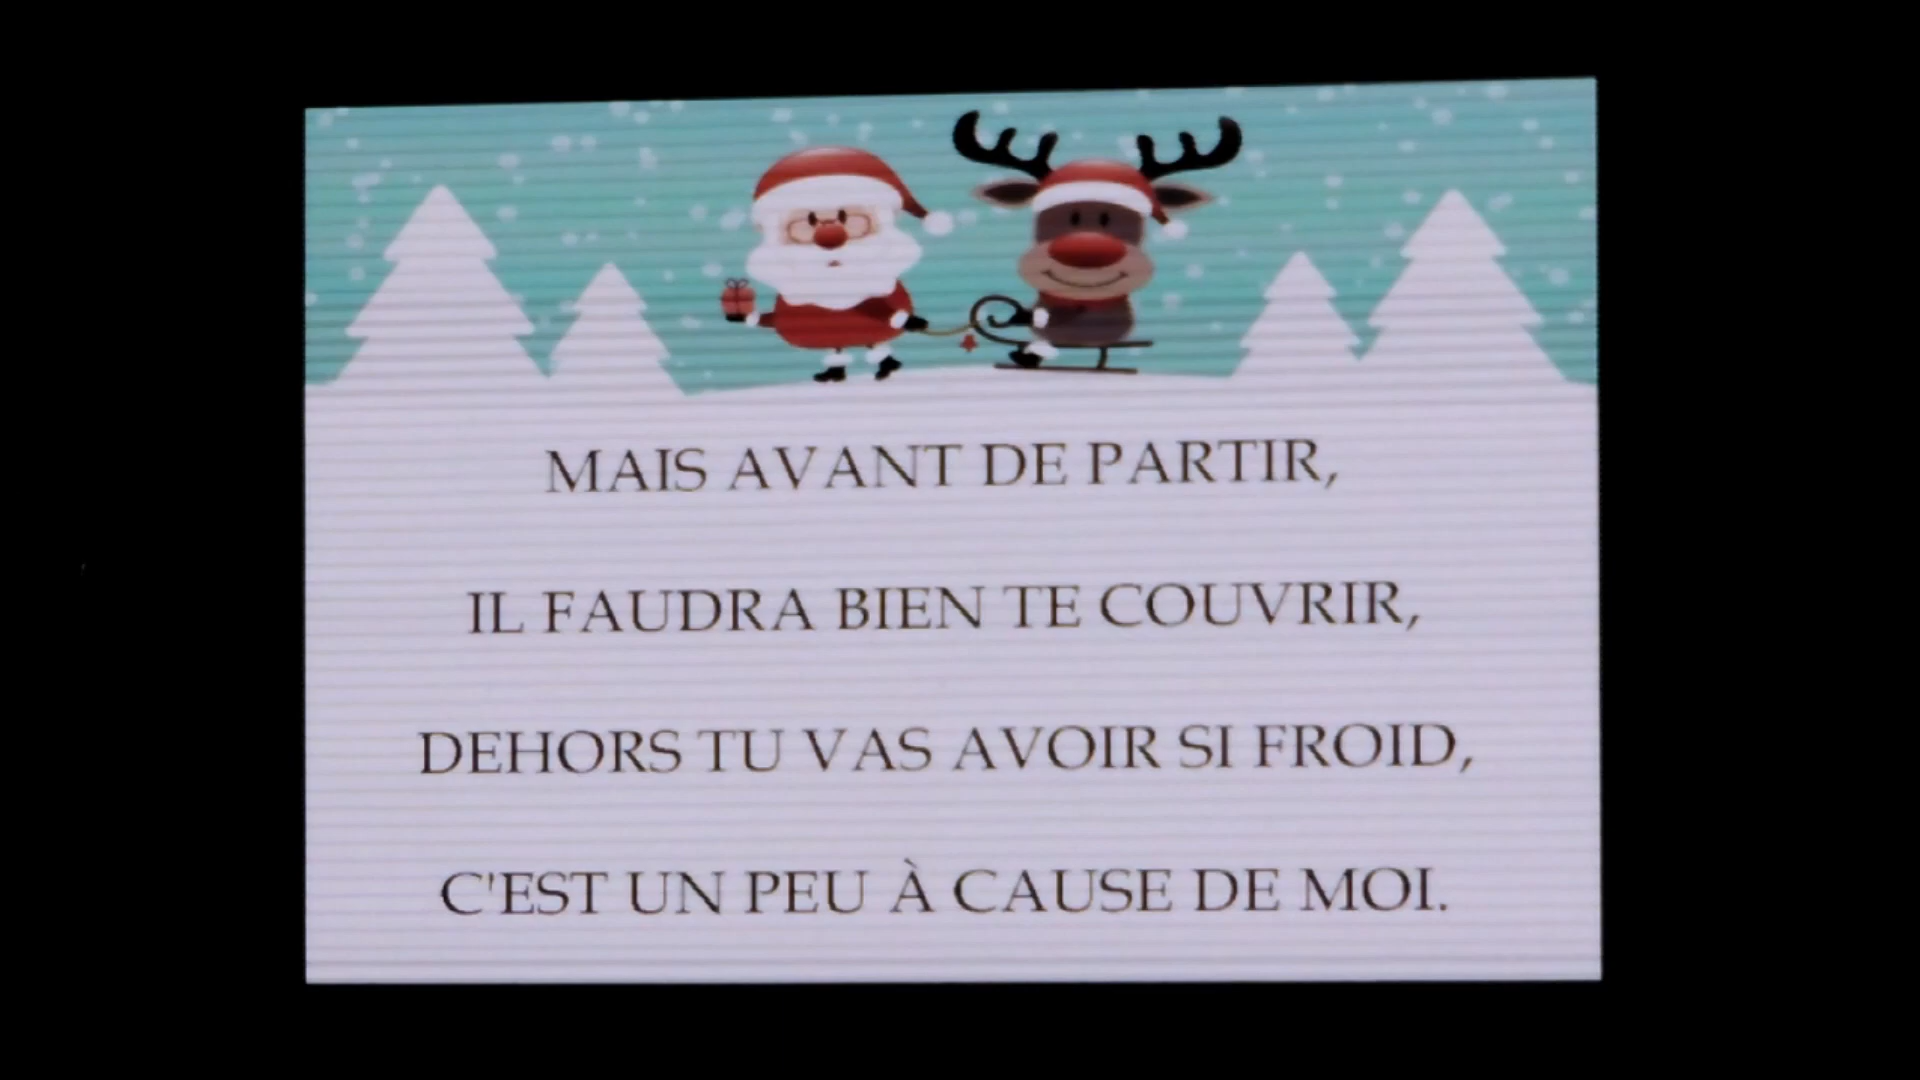 MAIS AVANT DE PARTIR,
IL FAUDRA BIEN TE COUVRIR,
DEHORS TU VAS AVOIR SI FROID,
C'EST UN PEU À CAUSE DE MOI.